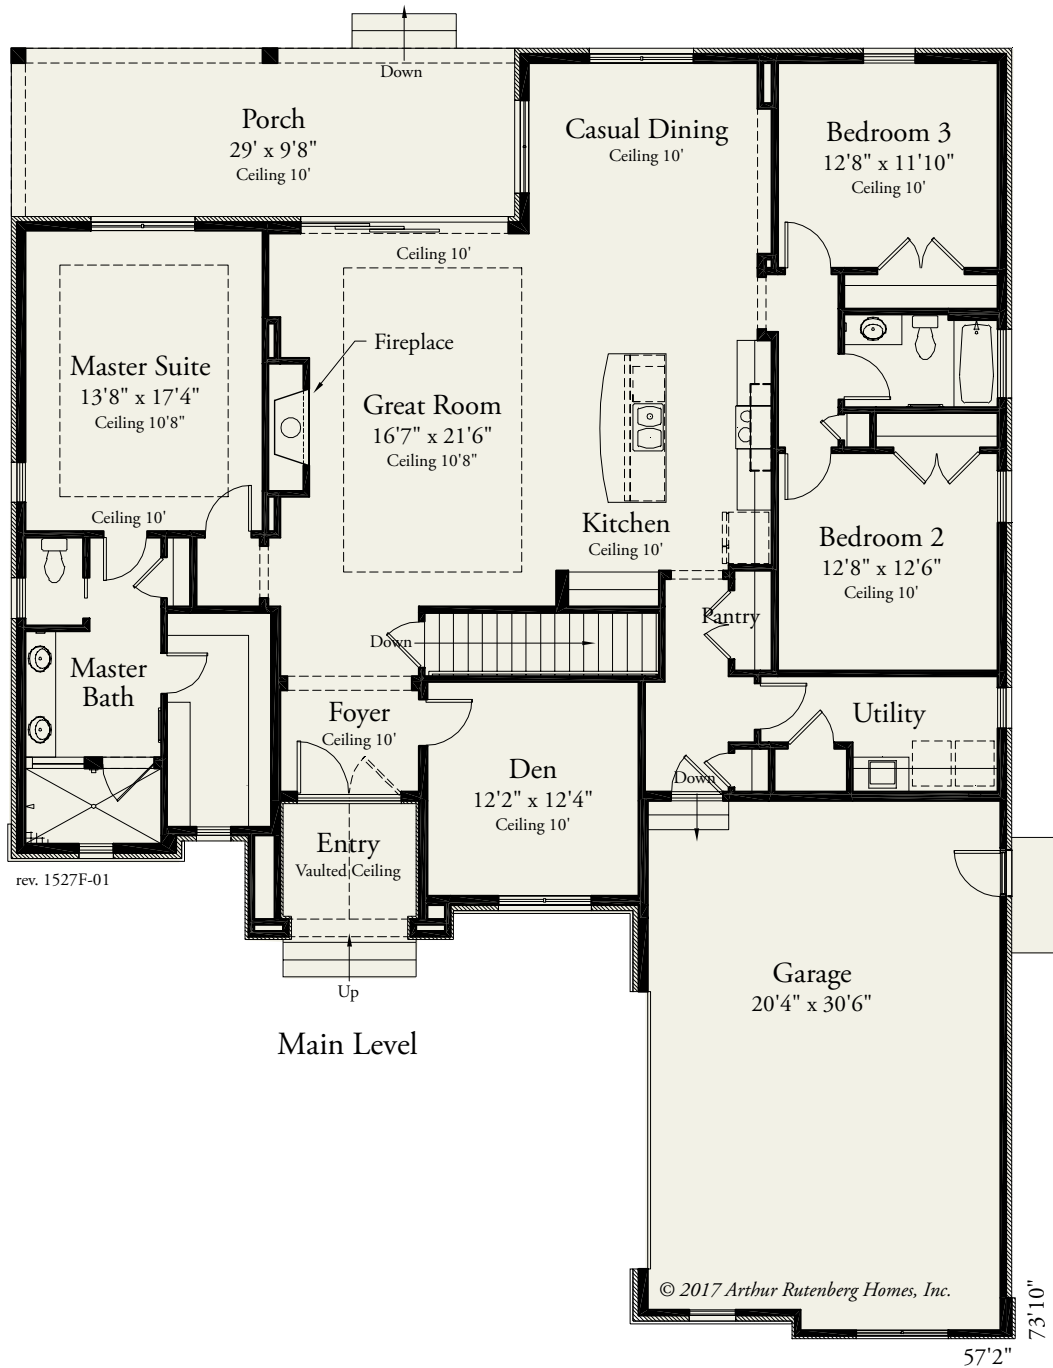 Down
Porch
29' x 9'8"
Ceiling 10'
Casual Dining
Ceiling 10'
Bedroom 3
12'8" x 11'10"
Ceiling 10'
Ceiling 10'
Fireplace
Master Suite
13'8" x 17'4"
Ceiling 10'8"
Great Room
16'7" x 21'6"
Ceiling 10'8"
Ceiling 10'
Kitchen
Ceiling 10'
Bedroom 2
12'8" x 12'6"
Ceiling 10'
Pantry
Down
Master
Bath
Foyer
Ceiling 10'
Utility
Den
12'2" x 12'4"
Ceiling 10'
Down
Entry
Vaulted Ceiling
rev. 1527F-01
Garage
20'4" x 30'6"
Up
Main Level
© 2017 Arthur Rutenberg Homes, Inc.
73'10"
57'2"